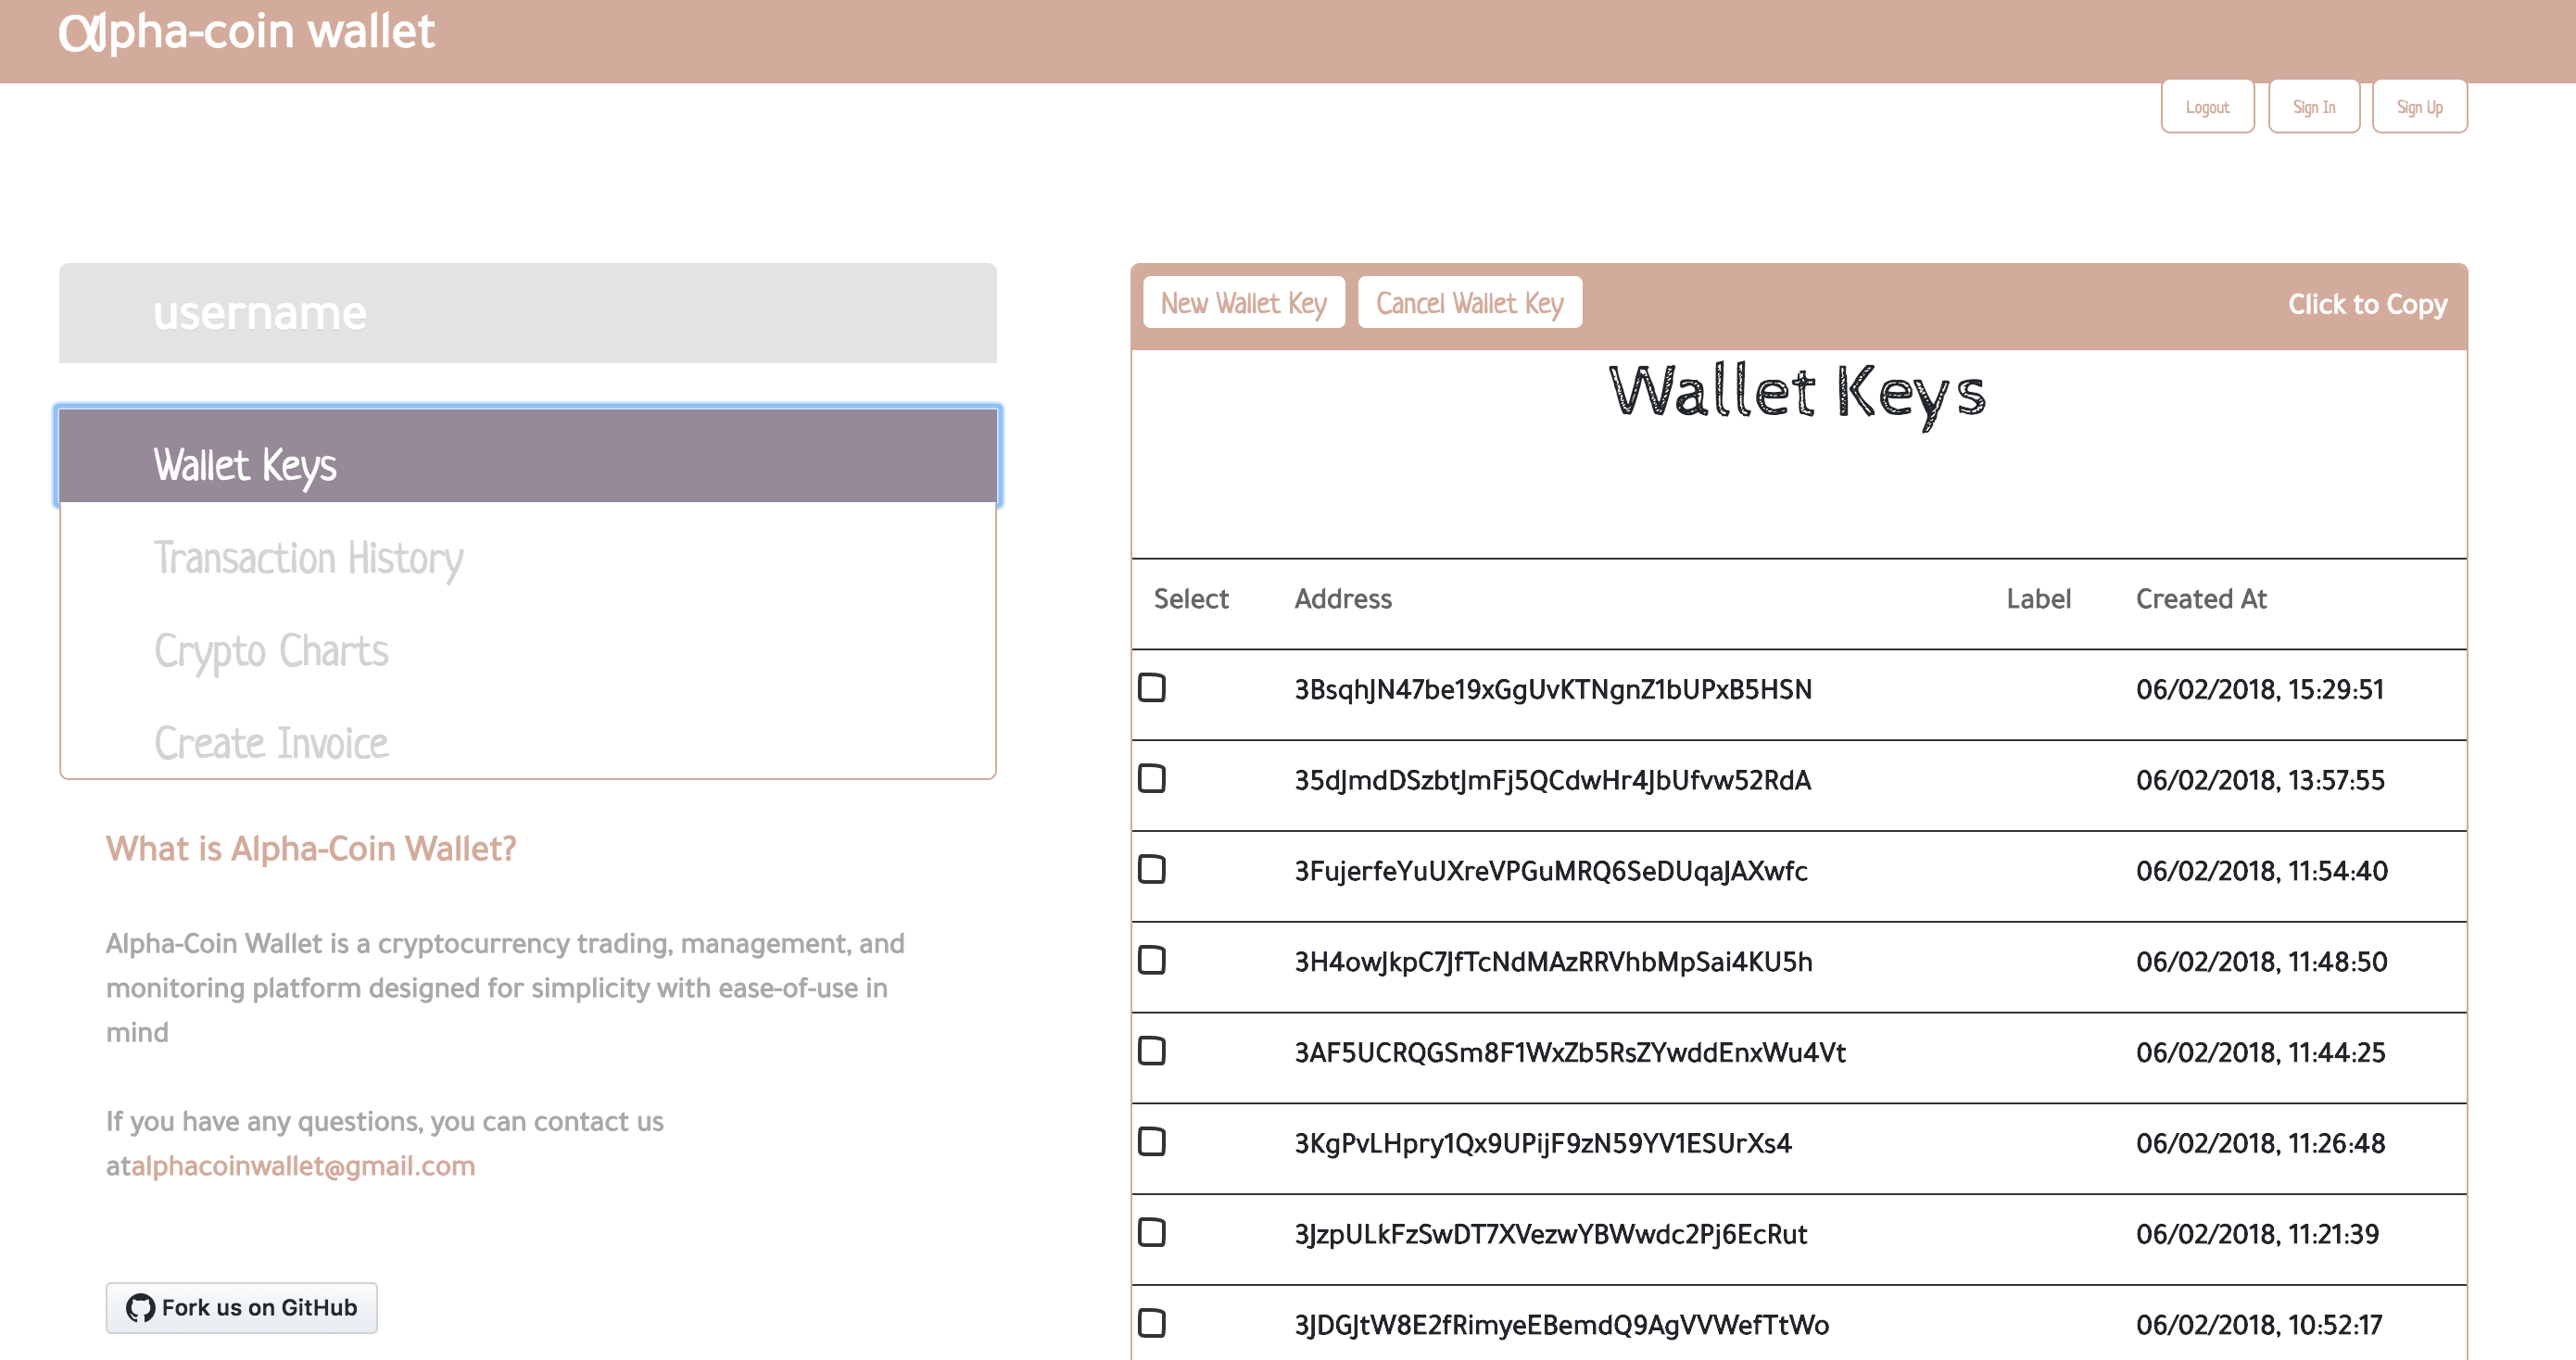 αlpha-coin wallet
Logout
Sign In
Sign Up
username
Wallet Keys
Transaction History
Crypto Charts
Create Invoice
What is Alpha-Coin Wallet?
Alpha-Coin Wallet is a cryptocurrency trading, management, and
monitoring platform designed for simplicity with ease-of-use in
mind
If you have any questions, you can contact us
atalphacoinwallet@gmail.com
Fork us on GitHub
New Wallet Key
Cancel Wallet Key
Click to Copy
Wallet Keys
Select Address Label Created At
3BsqhJN47be19xGgUvKTNgnZ1bUPxB5HSN 06/02/2018, 15:29:51
35dJmdDSzbtJmFj5QCdwHr4JbUfvw52RdA 06/02/2018, 13:57:55
3FujerfeYuUXreVPGuMRQ6SeDUqaJAXwfc 06/02/2018, 11:54:40
3H4owJkpC7JfTcNdMAzRRVhbMpSai4KU5h 06/02/2018, 11:48:50
3AF5UCRQGSm8F1WxZb5RsZYwddEnxWu4Vt 06/02/2018, 11:44:25
3KgPvLHpry1Qx9UPijF9zN59YV1ESUrXs4 06/02/2018, 11:26:48
3JzpULkFzSwDT7XVezwYBWwdc2Pj6EcRut 06/02/2018, 11:21:39
3JDGJtW8E2fRimyeEBemdQ9AgVVWefTtWo 06/02/2018, 10:52:17